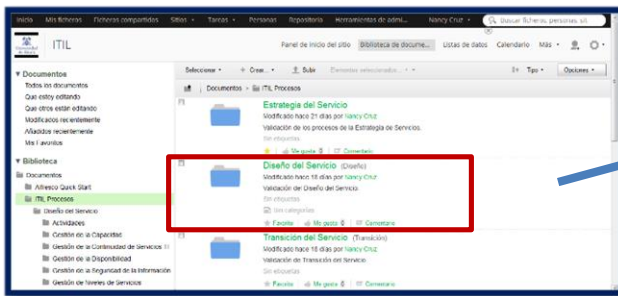 Inicio Mis ficheros Ficheros compartidos Sitios Tareas Personas Repositorio Herramientas de admi... Nancy Cruz Buscar ficheros, personas, sit
ITIL
Panel de inicio del sitio Biblioteca de docume... Listas de datos Calendario Más
Seleccionar Crear... Subir Elementos seleccionados... Tipo Opciones
Documentos > ITIL Procesos
Documentos
Todos los documentos
Que estoy editando
Que otros están editando
Modificados recientemente
Añadidos recientemente
Mis Favoritos
Biblioteca
Documentos
Alfresco Quick Start
ITIL Procesos
Diseño del Servicio
Actividades
Gestión de la Capacidad
Gestión de la Continuidad de Servicios
Gestión de la Disponibilidad
Gestión de la Seguridad de la Información
Gestión de Niveles de Servicios
Estrategia del Servicio
Modificado hace 21 días por Nancy Cruz
Validación de los procesos de la Estrategia de Servicios.
Sin etiquetas
Me gusta 0 Comentario
Diseño del Servicio (Diseño)
Modificado hace 18 días por Nancy Cruz
Validación del Diseño del Servicio
Sin etiquetas
Sin categorías
Favorito Me gusta 0 Comentario
Transición del Servicio (Transición)
Modificado hace 18 días por Nancy Cruz
Validación de Transición del Servicio
Sin etiquetas
Favorito Me gusta 0 Comentario